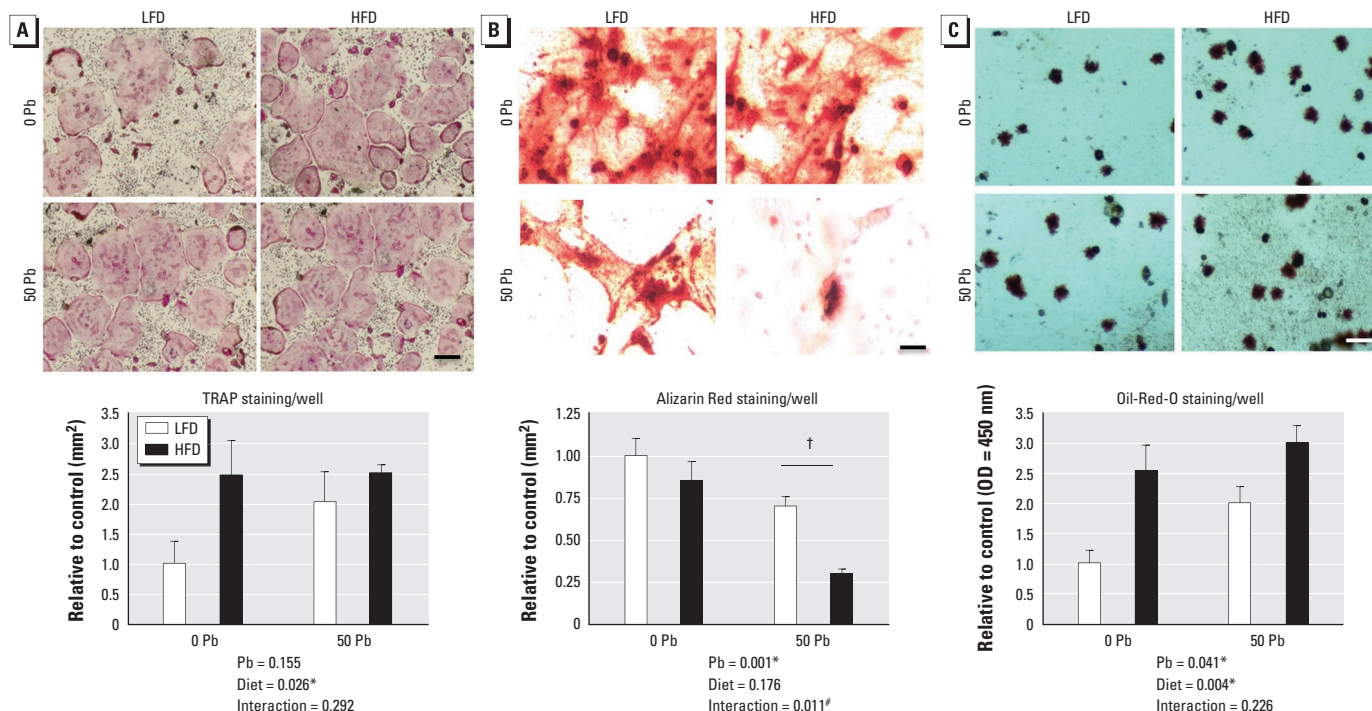 A
LFD
HFD
0 Pb
50 Pb
TRAP staining/well
Relative to control (mm²)
3.5
3.0
2.5
2.0
1.5
1.0
0.5
0
LFD
HFD
0 Pb
50 Pb
Pb = 0.155
Diet = 0.026*
Interaction = 0.292
B
LFD
HFD
0 Pb
50 Pb
Alizarin Red staining/well
Relative to control (mm²)
1.25
1.00
0.75
0.50
0.25
0
†
0 Pb
50 Pb
Pb = 0.001*
Diet = 0.176
Interaction = 0.011#
C
LFD
HFD
0 Pb
50 Pb
Oil-Red-O staining/well
Relative to control (OD = 450 nm)
3.5
3.0
2.5
2.0
1.5
1.0
0.5
0
0 Pb
50 Pb
Pb = 0.041*
Diet = 0.004*
Interaction = 0.226